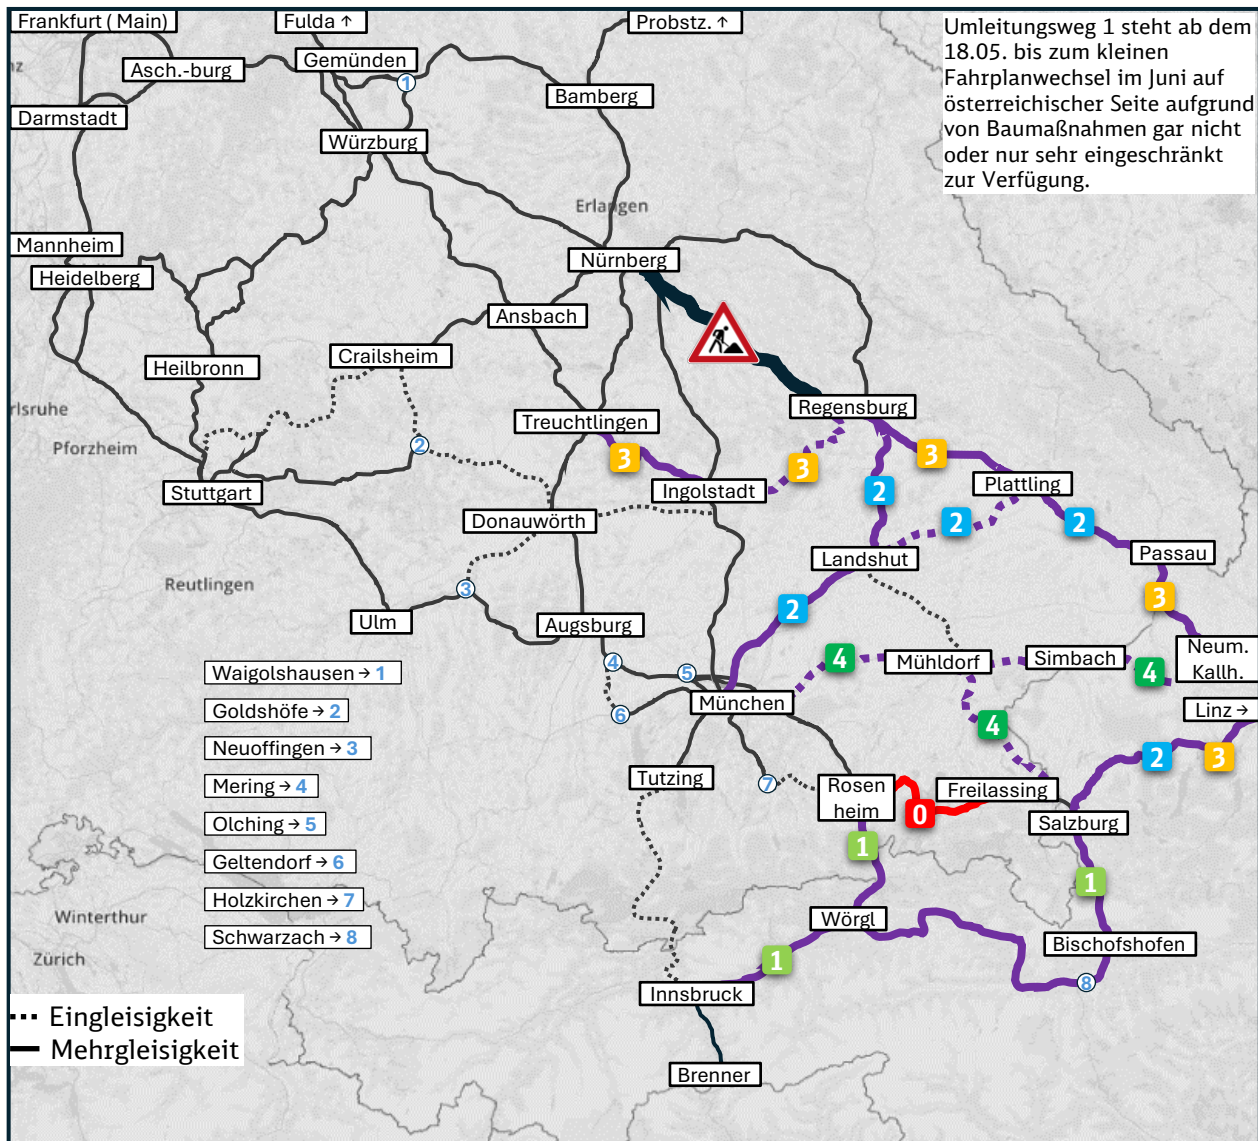 Frankfurt (Main)
Fulda ↑
Probstz. ↑
Umleitungsweg 1 steht ab dem
18.05. bis zum kleinen
Fahrplanwechsel im Juni auf
österreichischer Seite aufgrund
von Baumaßnahmen gar nicht
oder nur sehr eingeschränkt
zur Verfügung.
Gemünden
Asch.-burg
1
Bamberg
Darmstadt
Würzburg
Erlangen
Mannheim
Heidelberg
Nürnberg
Ansbach
Crailsheim
Heilbronn
Regensburg
Treuchtlingen
Pforzheim
2
3
3
3
Plattling
Stuttgart
Ingolstadt
2
Donauwörth
2
2
Landshut
Passau
Reutlingen
3
3
Ulm
Augsburg
2
4
Mühldorf
Simbach
Neum.
Kallh.
4
4
5
Waigolshausen → 1
München
6
Goldshöfe → 2
Linz →
4
Neuoffingen → 3
2
3
Tutzing
7
Mering → 4
Rosen
heim
Freilassing
0
Olching → 5
Salzburg
1
Geltendorf → 6
1
Holzkirchen → 7
Winterthur
Wörgl
Schwarzach → 8
Bischofshofen
Zürich
1
8
Innsbruck
Eingleisigkeit
Mehrgleisigkeit
Brenner